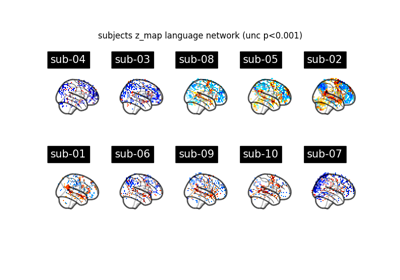 subjects z_map language network (unc p<0.001)
sub-04 sub-03 sub-08 sub-05 sub-02
sub-01 sub-06 sub-09 sub-10 sub-07